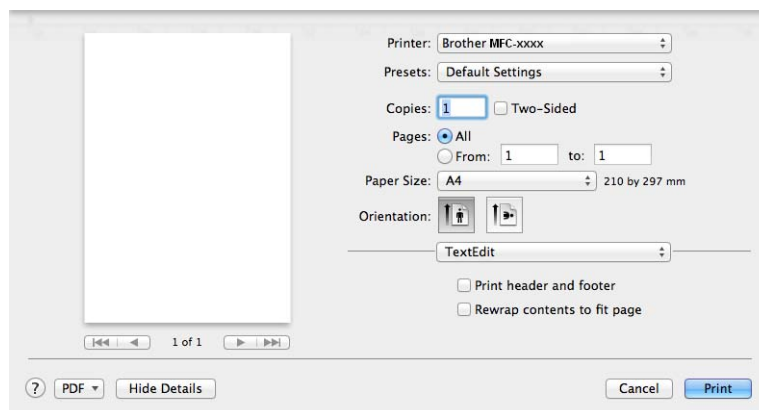 Printer: Brother MFC-xxxx
Presets: Default Settings
Copies: 1 Two-Sided
Pages: All
From: 1 to: 1
Paper Size: A4 210 by 297 mm
Orientation:
TextEdit
Print header and footer
Rewrap contents to fit page
1 of 1
? PDF Hide Details Cancel Print